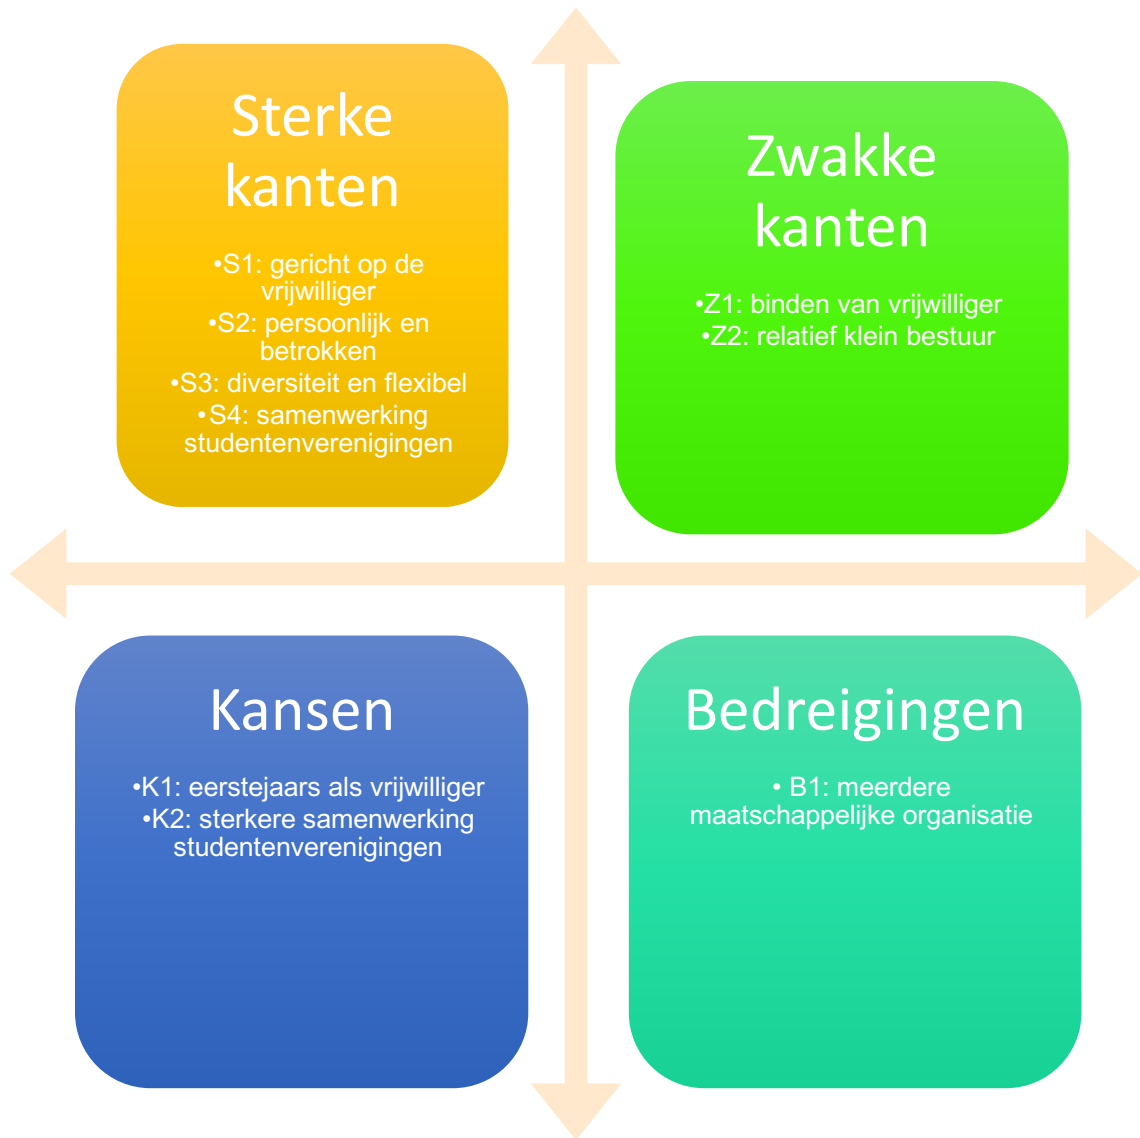 Sterke
kanten
•S1: gericht op de
vrijwilliger
•S2: persoonlijk en
betrokken
•S3: diversiteit en flexibel
•S4: samenwerking
studentenverenigingen
Zwakke
kanten
•Z1: binden van vrijwilliger
•Z2: relatief klein bestuur
Kansen
•K1: eerstejaars als vrijwilliger
•K2: sterkere samenwerking
studentenverenigingen
Bedreigingen
• B1: meerdere
maatschappelijke organisatie